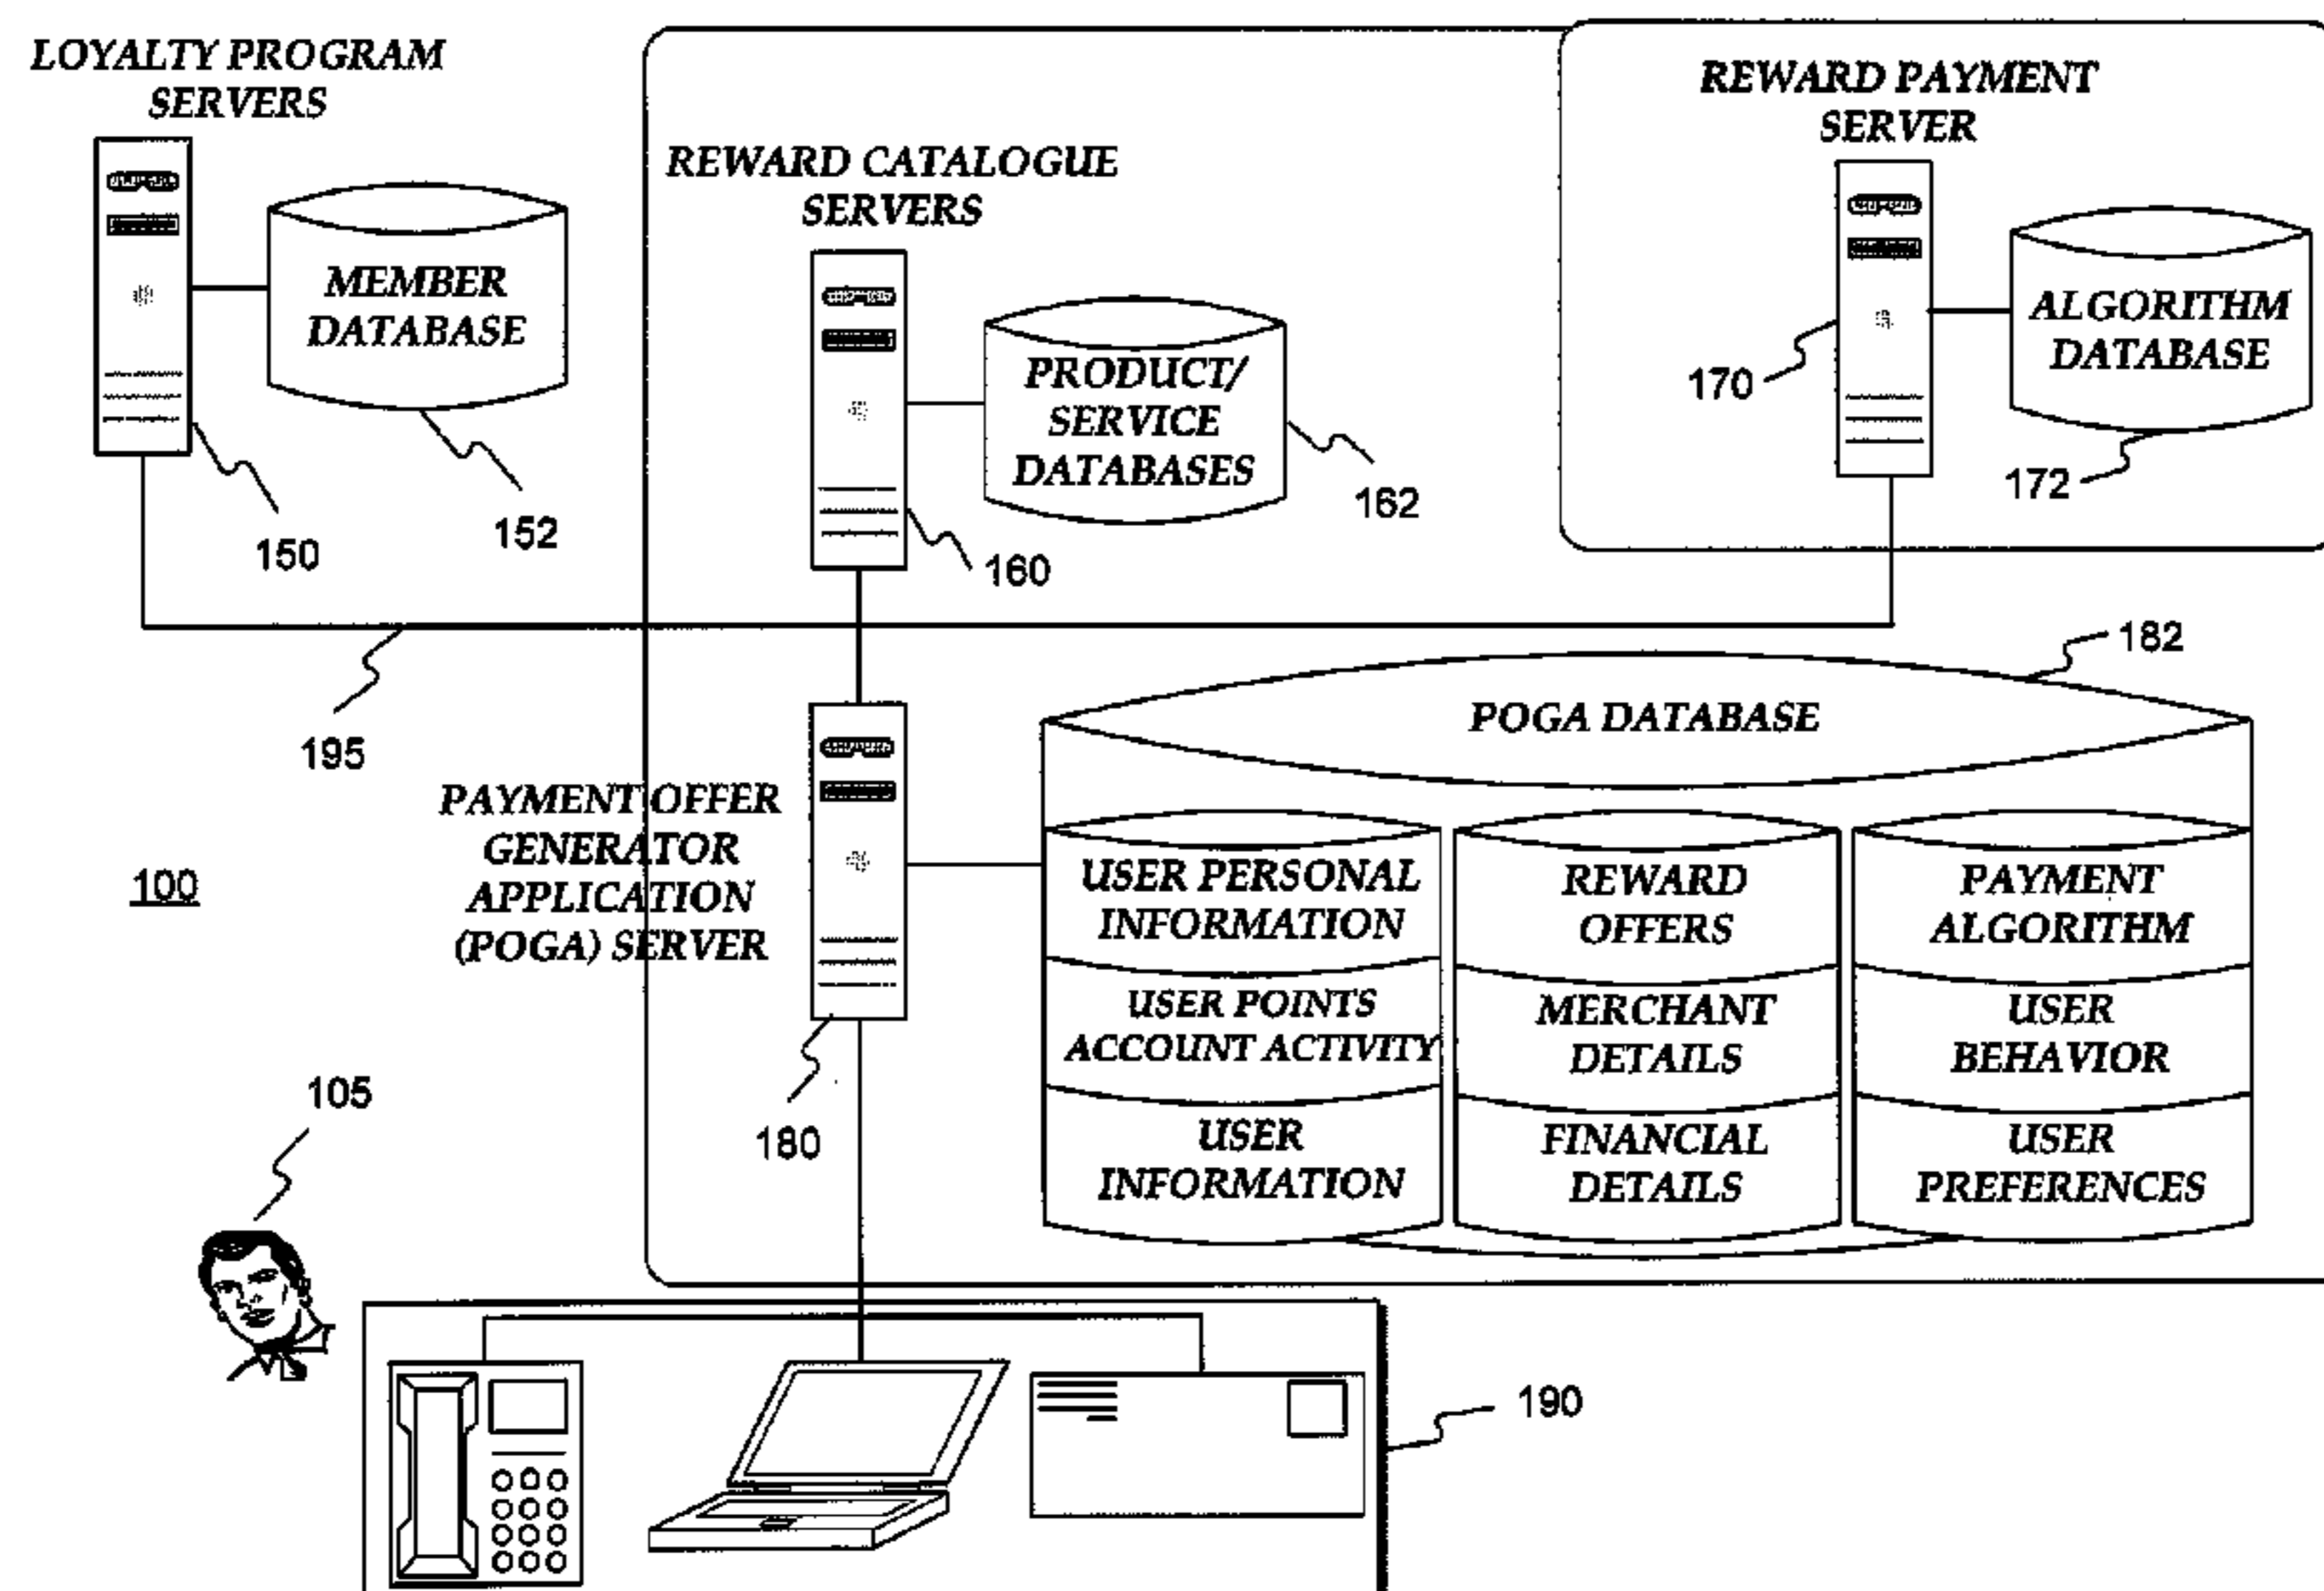 LOYALTY PROGRAM
SERVERS
MEMBER
DATABASE
150
152
REWARD CATALOGUE
SERVERS
PRODUCT/
SERVICE
DATABASES
160
162
REWARD PAYMENT
SERVER
ALGORITHM
DATABASE
170
172
195
182
POGA DATABASE
PAYMENT OFFER
GENERATOR
APPLICATION
(POGA) SERVER
180
USER PERSONAL
INFORMATION
USER POINTS
ACCOUNT ACTIVITY
USER
INFORMATION
REWARD
OFFERS
MERCHANT
DETAILS
FINANCIAL
DETAILS
PAYMENT
ALGORITHM
USER
BEHAVIOR
USER
PREFERENCES
100
105
190